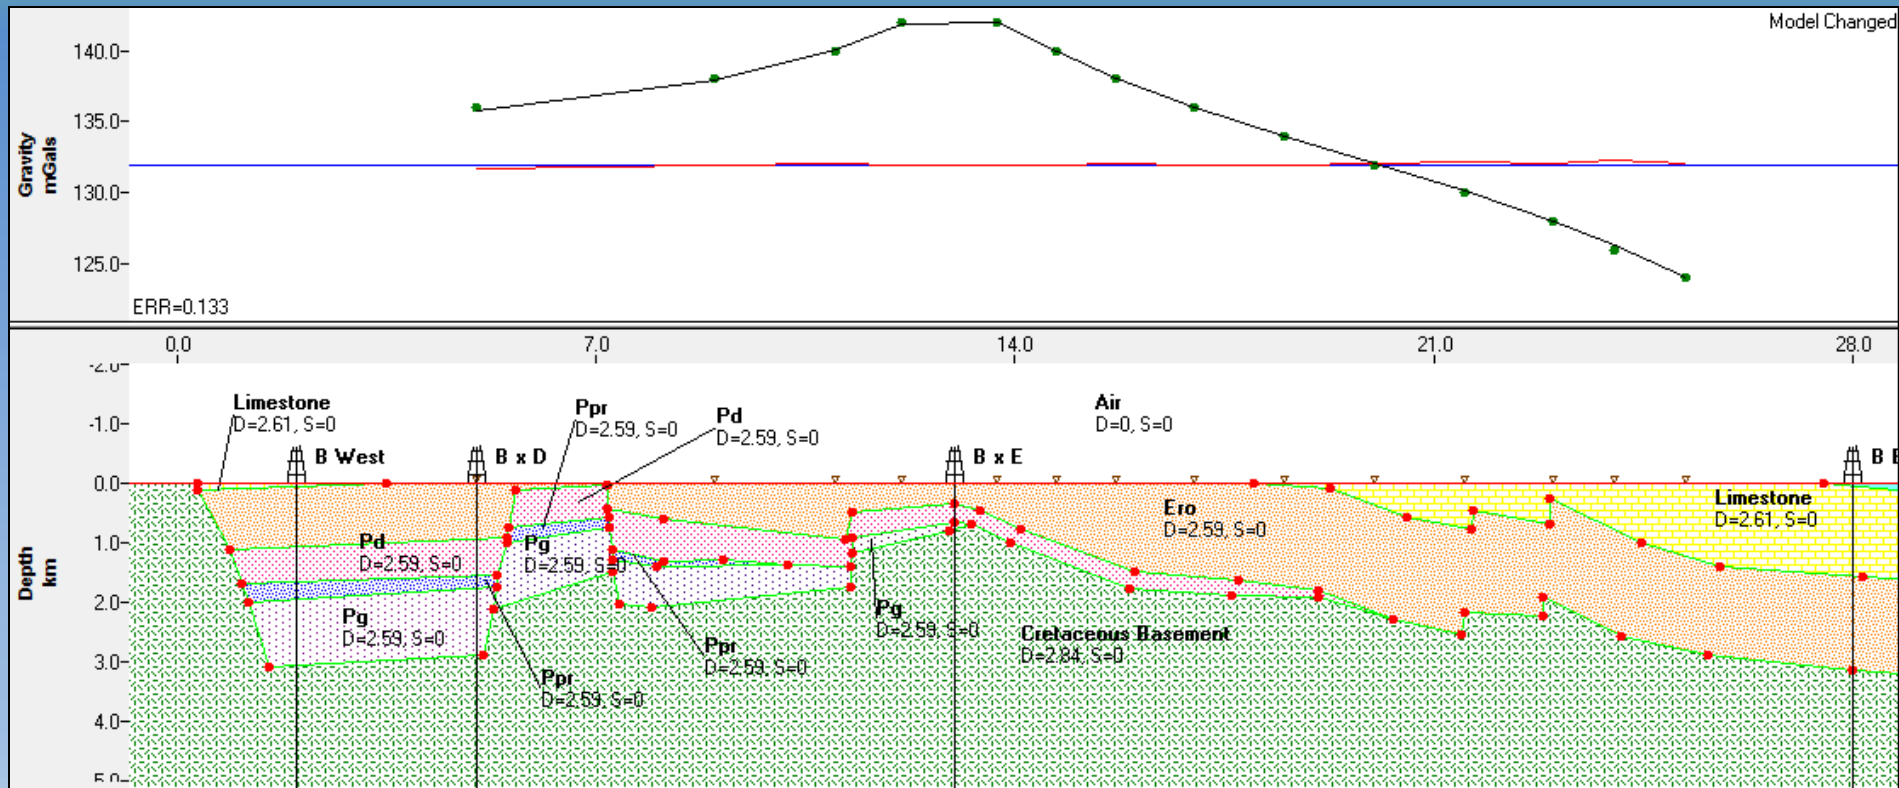 Model Changed
Gravity
mGals
140.0
135.0
130.0
125.0
ERR=0.133
0.0
7.0
14.0
21.0
28.0
Depth
km
-2.0
-1.0
0.0
1.0
2.0
3.0
4.0
5.0
Limestone
D=2.61, S=0
Ppr
D=2.59, S=0
Pd
D=2.59, S=0
Air
D=0, S=0
B West
B x D
B x E
B E
Ero
D=2.59, S=0
Limestone
D=2.61, S=0
Pd
D=2.59, S=0
Pg
D=2.59, S=0
Pg
D=2.59, S=0
Pg
D=2.59, S=0
Cretaceous Basement
D=2.84, S=0
Ppr
D=2.59, S=0
Ppr
D=2.59, S=0